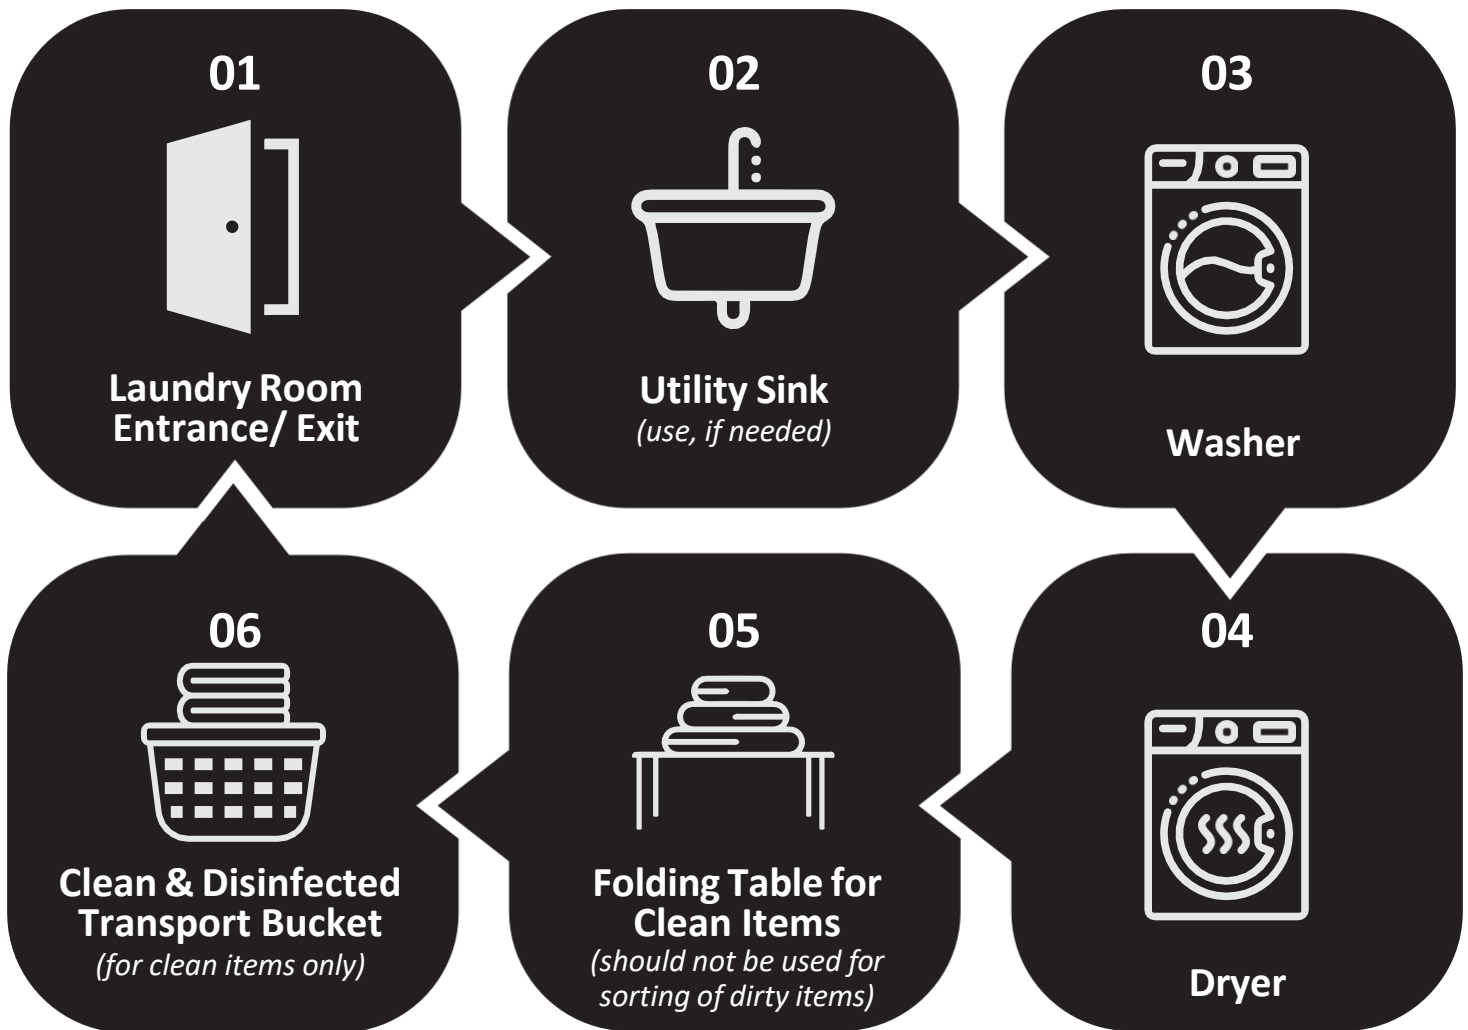 01
Laundry Room
Entrance/ Exit
02
Utility Sink
(use, if needed)
03
Washer
04
Dryer
05
Folding Table for
Clean Items
(should not be used for
sorting of dirty items)
06
Clean & Disinfected
Transport Bucket
(for clean items only)